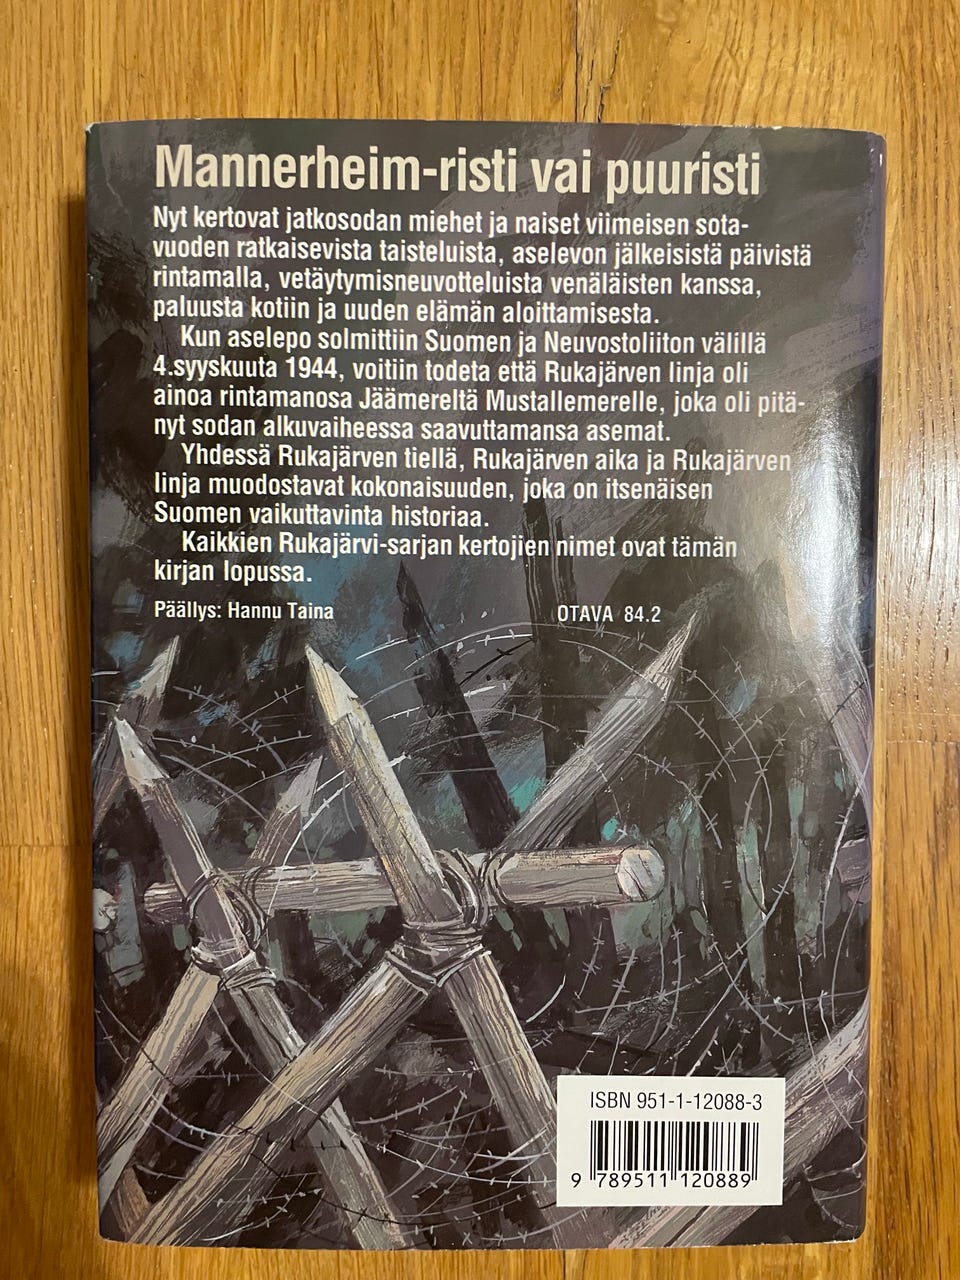 Mannerheim-risti vai puuristi
Nyt kertovat jatkosodan miehet ja naiset viimeisen sota-
vuoden ratkaisevista taisteluista, aselevon jälkeisistä päivistä
rintamalla, vetäytymisneuvotteluista venäläisten kanssa,
paluusta kotiin ja uuden elämän aloittamisesta.
Kun aselepo solmittiin Suomen ja Neuvostoliiton välillä
4.syyskuuta 1944, voitiin todeta että Rukajärven linja oli
ainoa rintamanosa Jäämereltä Mustallemerelle, joka oli pitä-
nyt sodan alkuvaiheessa saavuttamansa asemat.
Yhdessä Rukajärven tiellä, Rukajärven aika ja Rukajärven
linja muodostavat kokonaisuuden, joka on itsenäisen
Suomen vaikuttavinta historiaa.
Kaikkien Rukajärvi-sarjan kertojien nimet ovat tämän
kirjan lopussa.
Päällys: Hannu Taina OTAVA 84.2
ISBN 951-1-12088-3
9 789511 120889